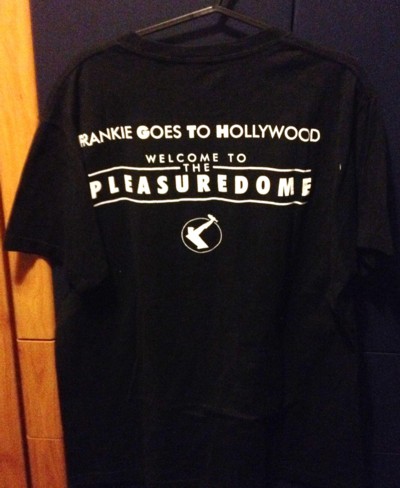 FRANKIE GOES TO HOLLYWOOD
WELCOME TO
THE
PLEASUREDOME